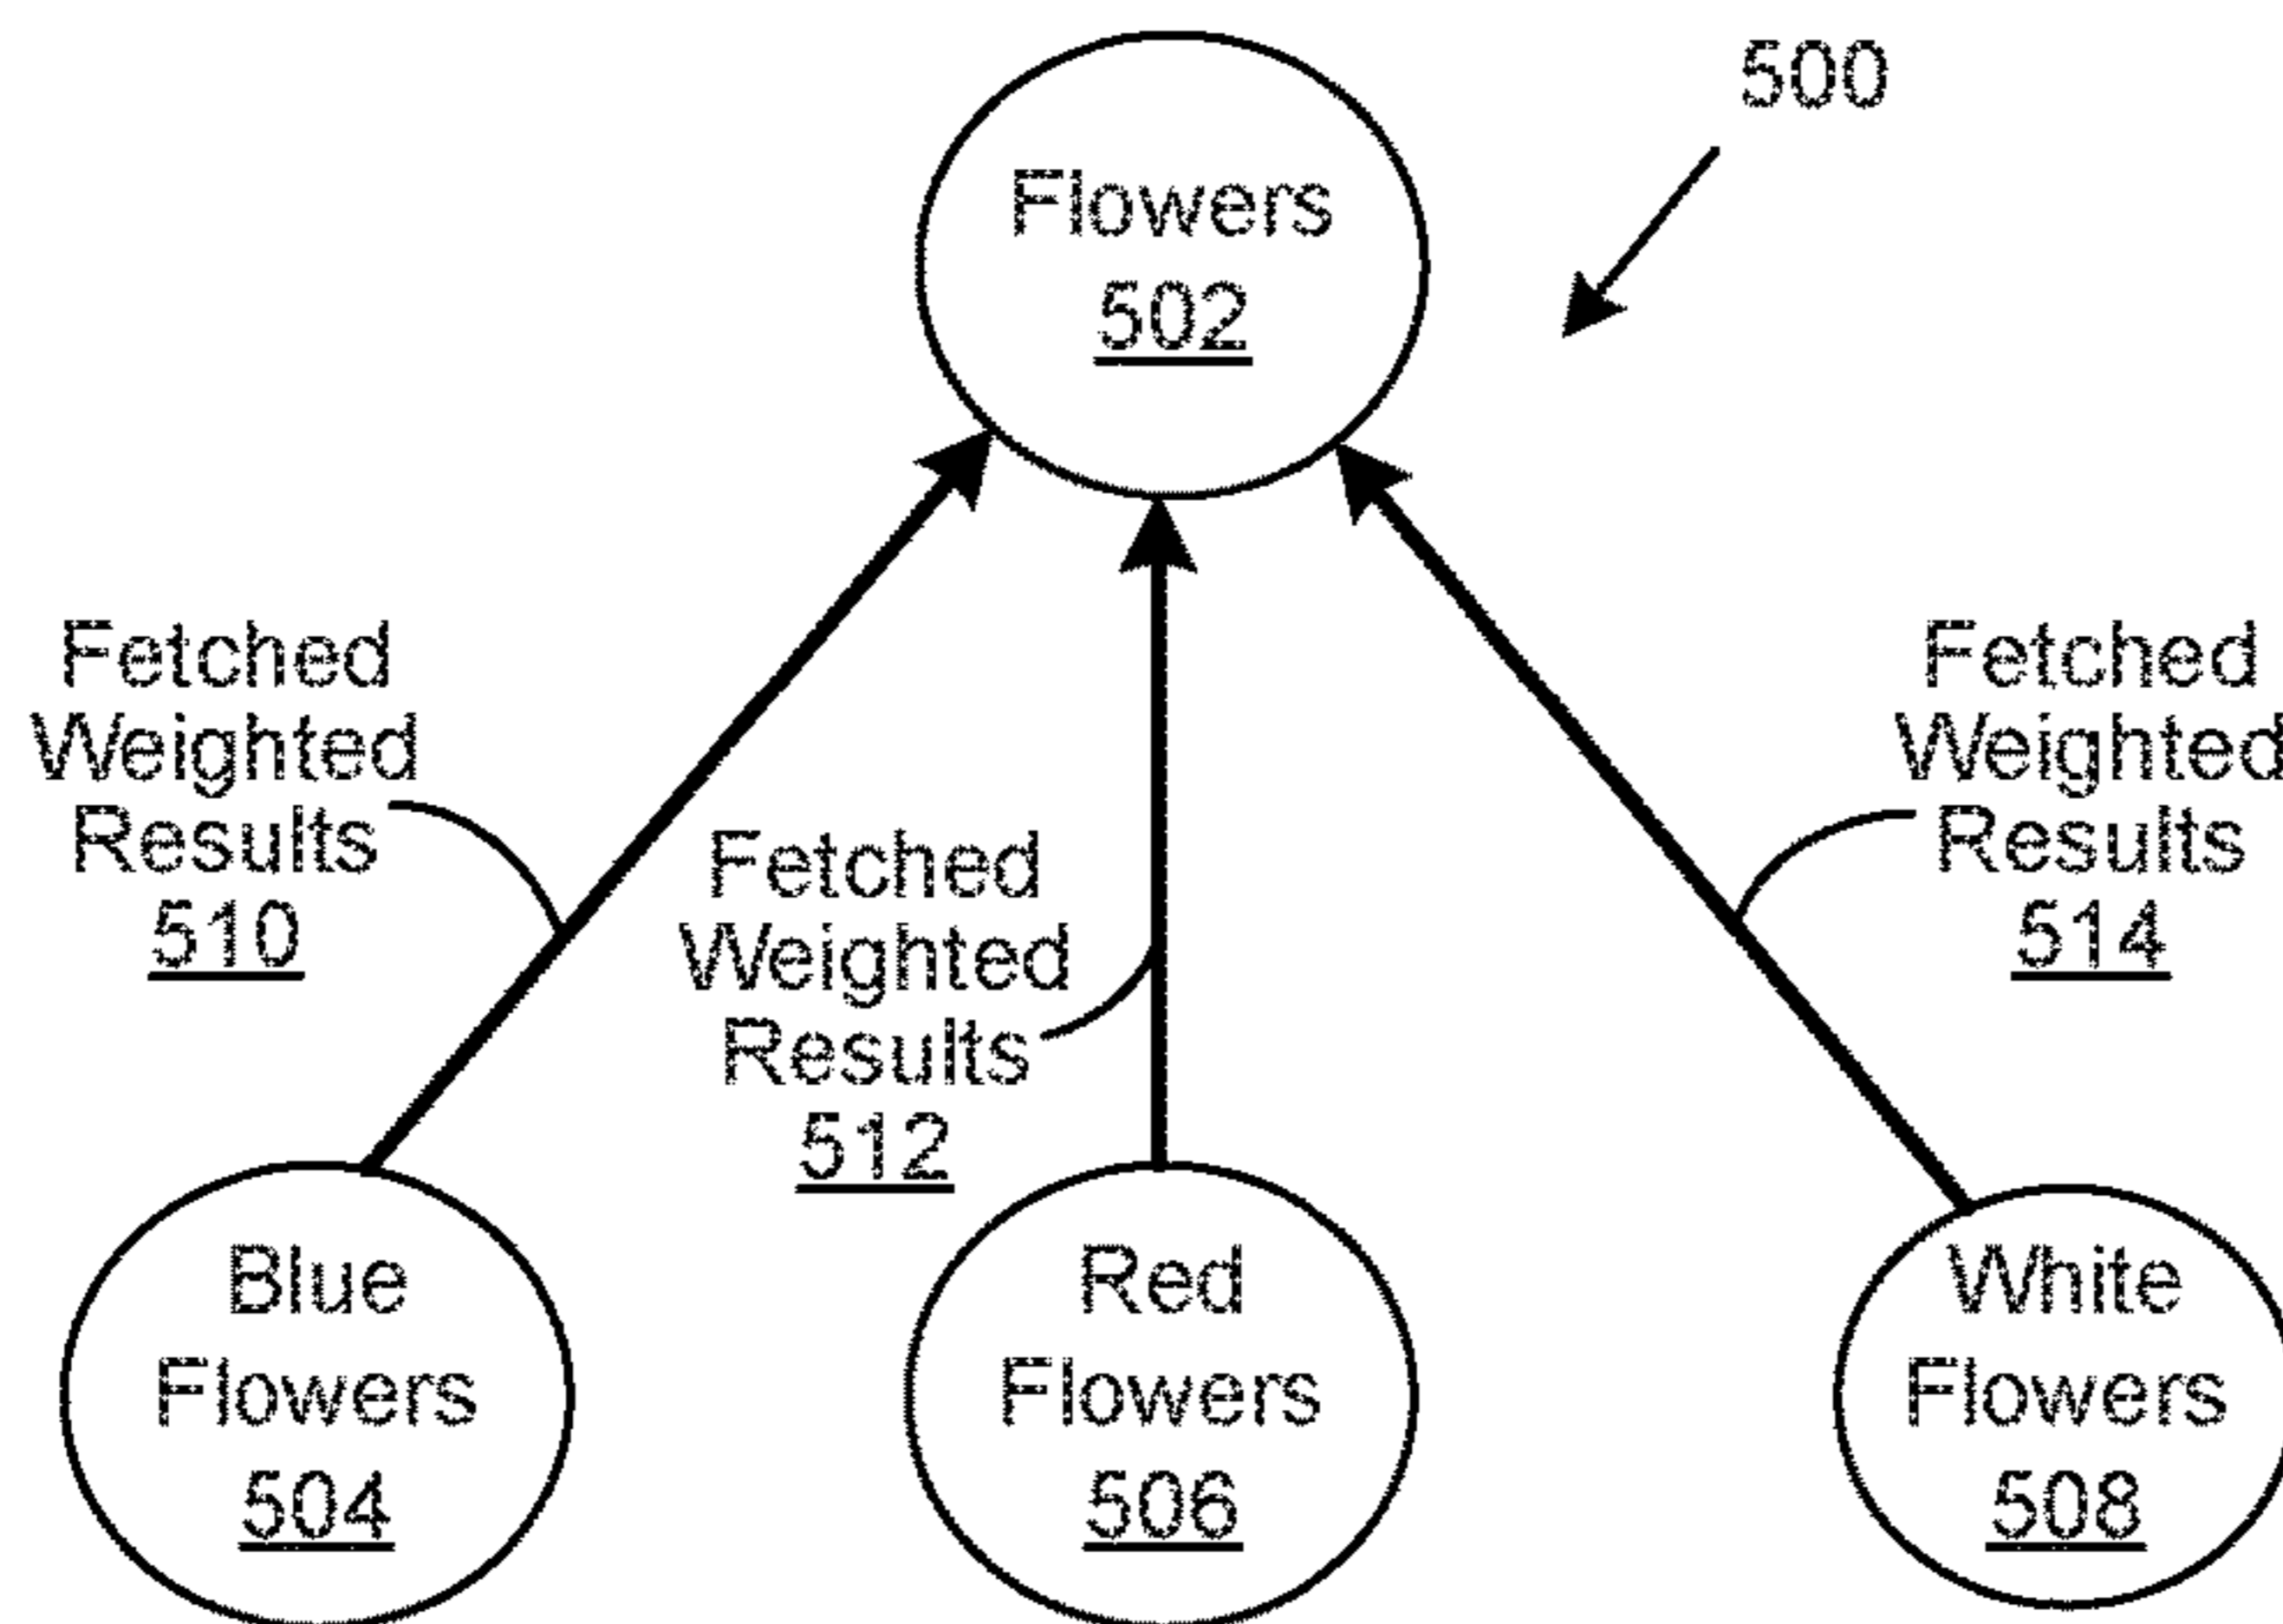 500
Flowers
502
Fetched
Weighted
Results
510
Fetched
Weighted
Results
512
Fetched
Weighted
Results
514
Blue
Flowers
504
Red
Flowers
506
White
Flowers
508